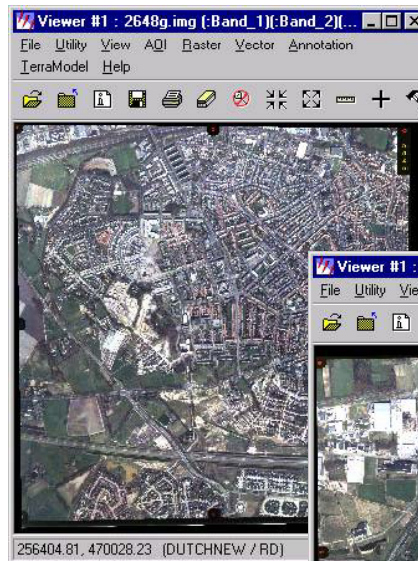 Viewer #1 : 2648g.img (:Band_1)(:Band_2)(...
File Utility View AOI Raster Vector Annotation
TerraModel Help
Viewer #1 :
File Utility Vie
256404.81, 470028.23 (DUTCHNEW / RD)